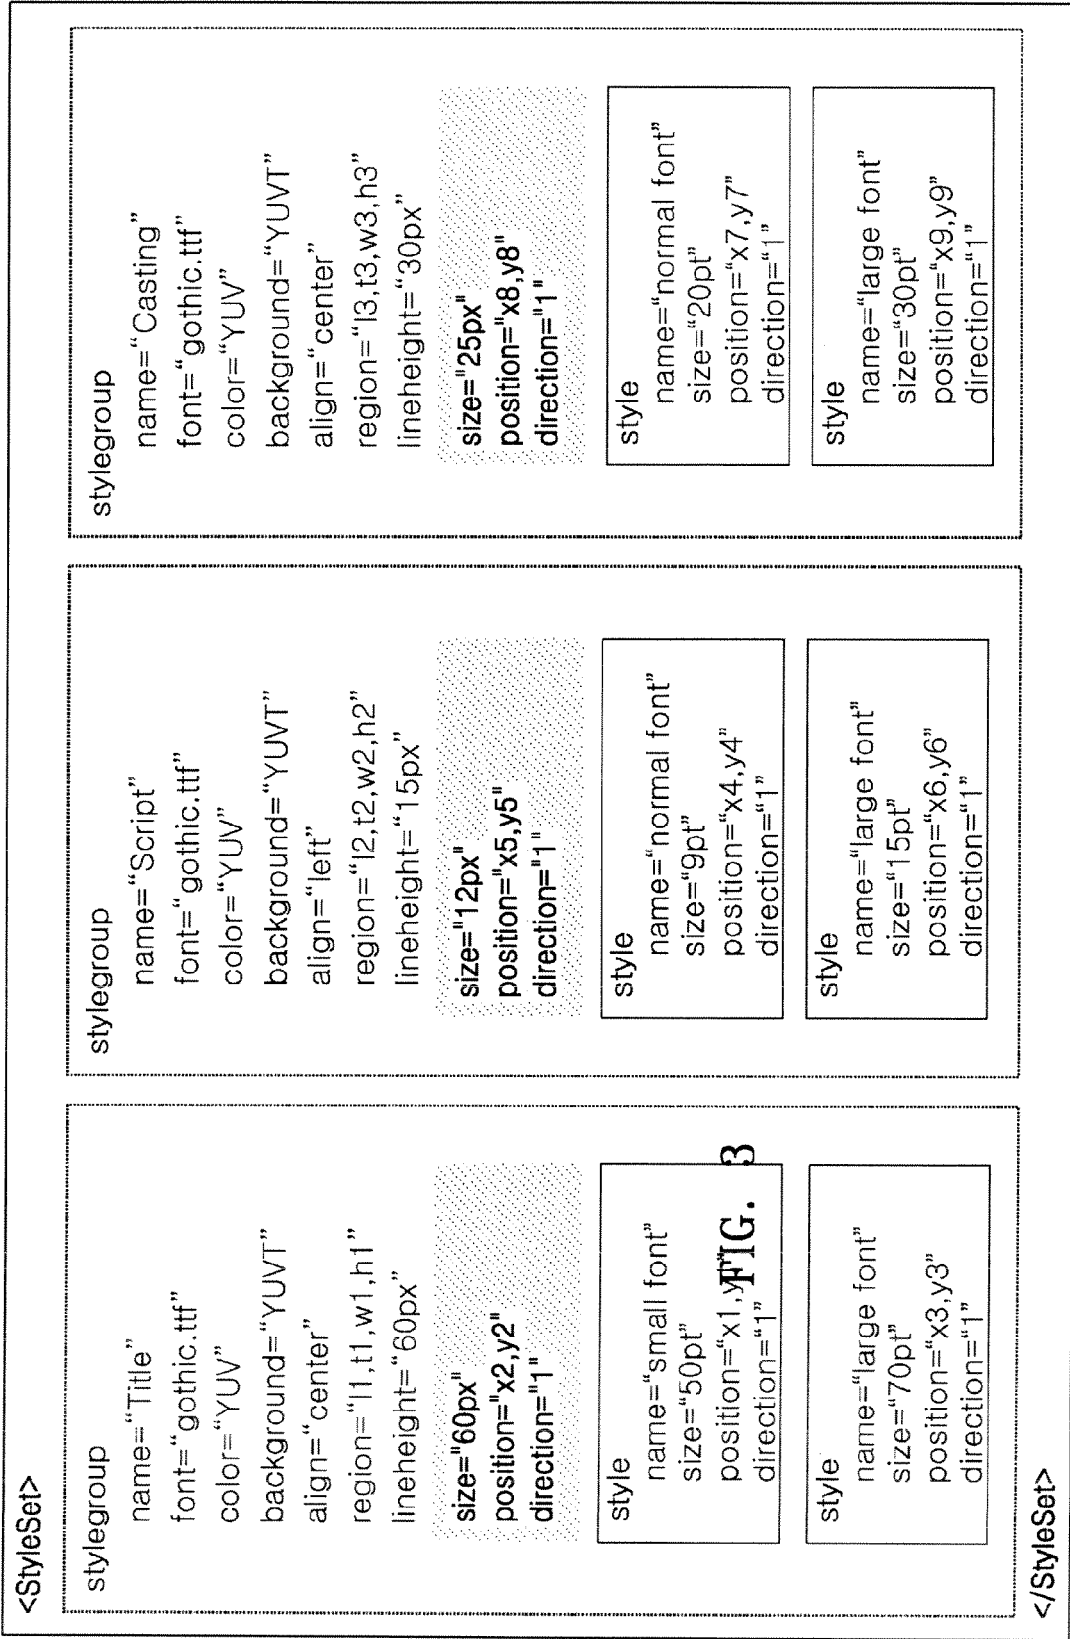 <StyleSet>
stylegroup
name="Title"
font="gothic.ttf"
color="YUV"
background="YUVT"
align="center"
region="l1,t1,w1,h1"
lineheight="60px"
size="60px"
position="x2,y2"
direction="1"
style
name="small font"
size="50pt"
position="x1,
direction="1"
style
name="large font"
size="70pt"
position="x3,y3"
direction="1"
stylegroup
name="Script"
font="gothic.ttf"
color="YUV"
background="YUVT"
align="left"
region="l2,t2,w2,h2"
lineheight="15px"
size="12px"
position="x5,y5"
direction="1"
style
name="normal font"
size="9pt"
position="x4,y4"
direction="1"
style
name="large font"
size="15pt"
position="x6,y6"
direction="1"
stylegroup
name="Casting"
font="gothic.ttf"
color="YUV"
background="YUVT"
align="center"
region="l3,t3,w3,h3"
lineheight="30px"
size="25px"
position="x8,y8"
direction="1"
style
name="normal font"
size="20pt"
position="x7,y7"
direction="1"
style
name="large font"
size="30pt"
position="x9,y9"
direction="1"
</StyleSet>
FIG. 3